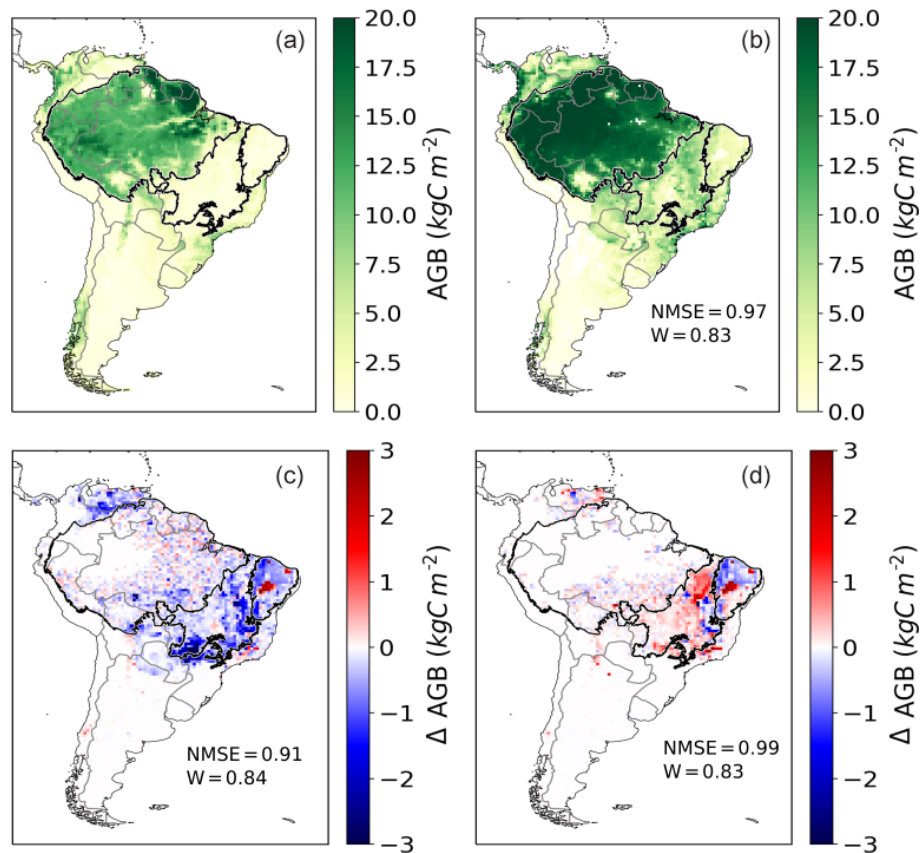 (a)
20.0
17.5
15.0
12.5
10.0
7.5
5.0
2.5
0.0
AGB (kgC m⁻²)
(b)
NMSE = 0.97
W = 0.83
20.0
17.5
15.0
12.5
10.0
7.5
5.0
2.5
0.0
AGB (kgC m⁻²)
(c)
NMSE = 0.91
W = 0.84
3
2
1
0
−1
−2
−3
Δ AGB (kgC m⁻²)
(d)
NMSE = 0.99
W = 0.83
3
2
1
0
−1
−2
−3
Δ AGB (kgC m⁻²)